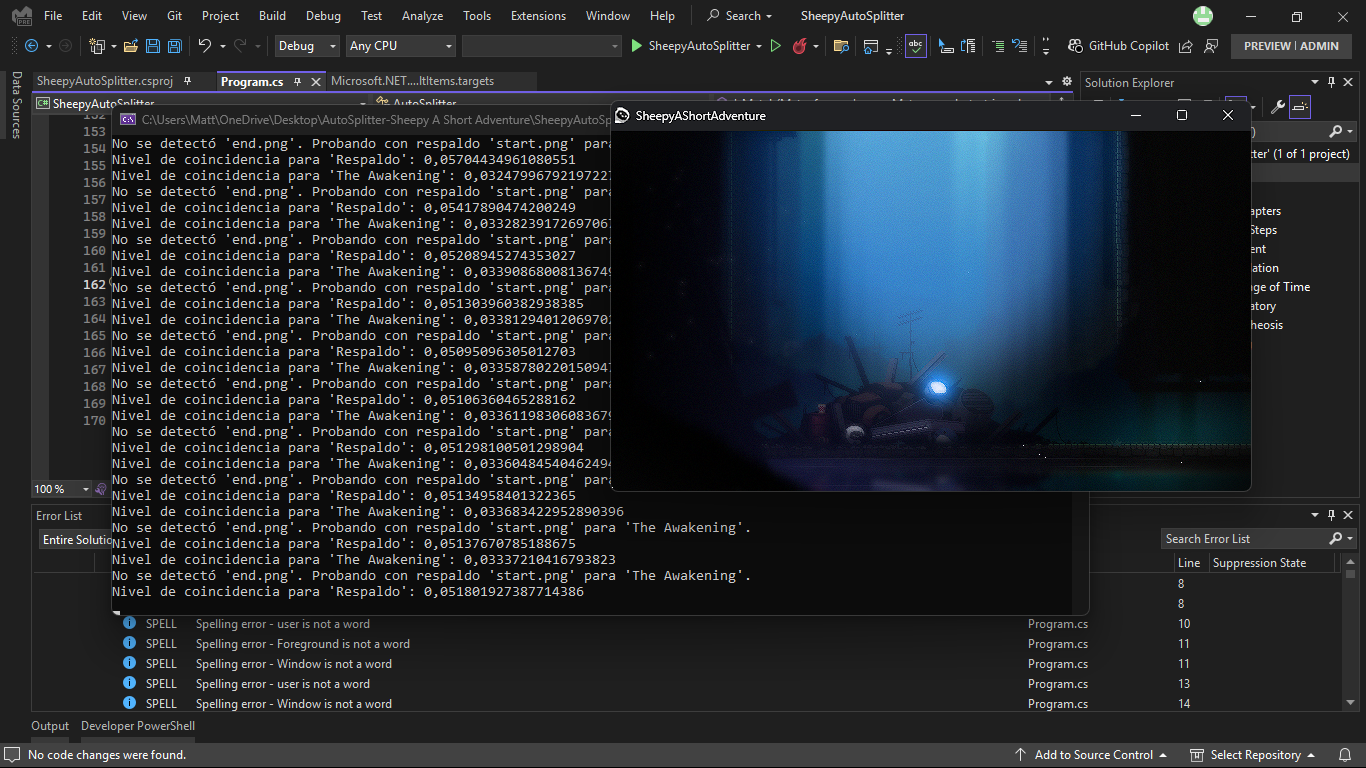 File Edit View Git Project Build Debug Test Analyze Tools Extensions Window Help Search SheepyAutoSplitter
Debug Any CPU SheepyAutoSplitter GitHub Copilot PREVIEW | ADMIN
Data Sources
SheepyAutoSplitter.csproj Program.cs Microsoft.NET....ltItems.targets
Solution Explorer
SheepyAutoSplitter AutoSplitter
C:\Users\Matt\OneDrive\Desktop\AutoSplitter-Sheepy A Short Adventure\SheepyAutoSp
SheepyAShortAdventure
152
153
154
155
156
157
158
159
160
161
162
163
164
165
166
167
168
169
170
100 %
No se detectó 'end.png'. Probando con respaldo 'start.png' para
Nivel de coincidencia para 'Respaldo': 0,05704434961080551
Nivel de coincidencia para 'The Awakening': 0,0324799679219722
No se detectó 'end.png'. Probando con respaldo 'start.png' para
Nivel de coincidencia para 'Respaldo': 0,05417890474200249
Nivel de coincidencia para 'The Awakening': 0,0332823917269706
No se detectó 'end.png'. Probando con respaldo 'start.png' para
Nivel de coincidencia para 'Respaldo': 0,05208945274353027
Nivel de coincidencia para 'The Awakening': 0,0339086800813674
No se detectó 'end.png'. Probando con respaldo 'start.png' para
Nivel de coincidencia para 'Respaldo': 0,051303960382938385
Nivel de coincidencia para 'The Awakening': 0,0338129401206970
No se detectó 'end.png'. Probando con respaldo 'start.png' para
Nivel de coincidencia para 'Respaldo': 0,05095096305012703
Nivel de coincidencia para 'The Awakening': 0,0335878022015094
No se detectó 'end.png'. Probando con respaldo 'start.png' para
Nivel de coincidencia para 'Respaldo': 0,05106360465288162
Nivel de coincidencia para 'The Awakening': 0,0336119830608367
No se detectó 'end.png'. Probando con respaldo 'start.png' para
Nivel de coincidencia para 'Respaldo': 0,051298100501298904
Nivel de coincidencia para 'The Awakening': 0,0336048454046249
No se detectó 'end.png'. Probando con respaldo 'start.png' para
Nivel de coincidencia para 'Respaldo': 0,05134958401322365
Nivel de coincidencia para 'The Awakening': 0,033683422952890396
No se detectó 'end.png'. Probando con respaldo 'start.png' para 'The Awakening'.
Nivel de coincidencia para 'Respaldo': 0,05137670785188675
Nivel de coincidencia para 'The Awakening': 0,03337210416793823
No se detectó 'end.png'. Probando con respaldo 'start.png' para 'The Awakening'.
Nivel de coincidencia para 'Respaldo': 0,051801927387714386
tter' (1 of 1 project)
apters
Steps
ent
lation
nge of Time
atory
heosis
Error List
Entire Solutio
Search Error List
Line Suppression State
8
8
SPELL Spelling error - user is not a word Program.cs 10
SPELL Spelling error - Foreground is not a word Program.cs 11
SPELL Spelling error - Window is not a word Program.cs 11
SPELL Spelling error - user is not a word Program.cs 13
SPELL Spelling error - Window is not a word Program.cs 14
Output Developer PowerShell
No code changes were found. Add to Source Control Select Repository